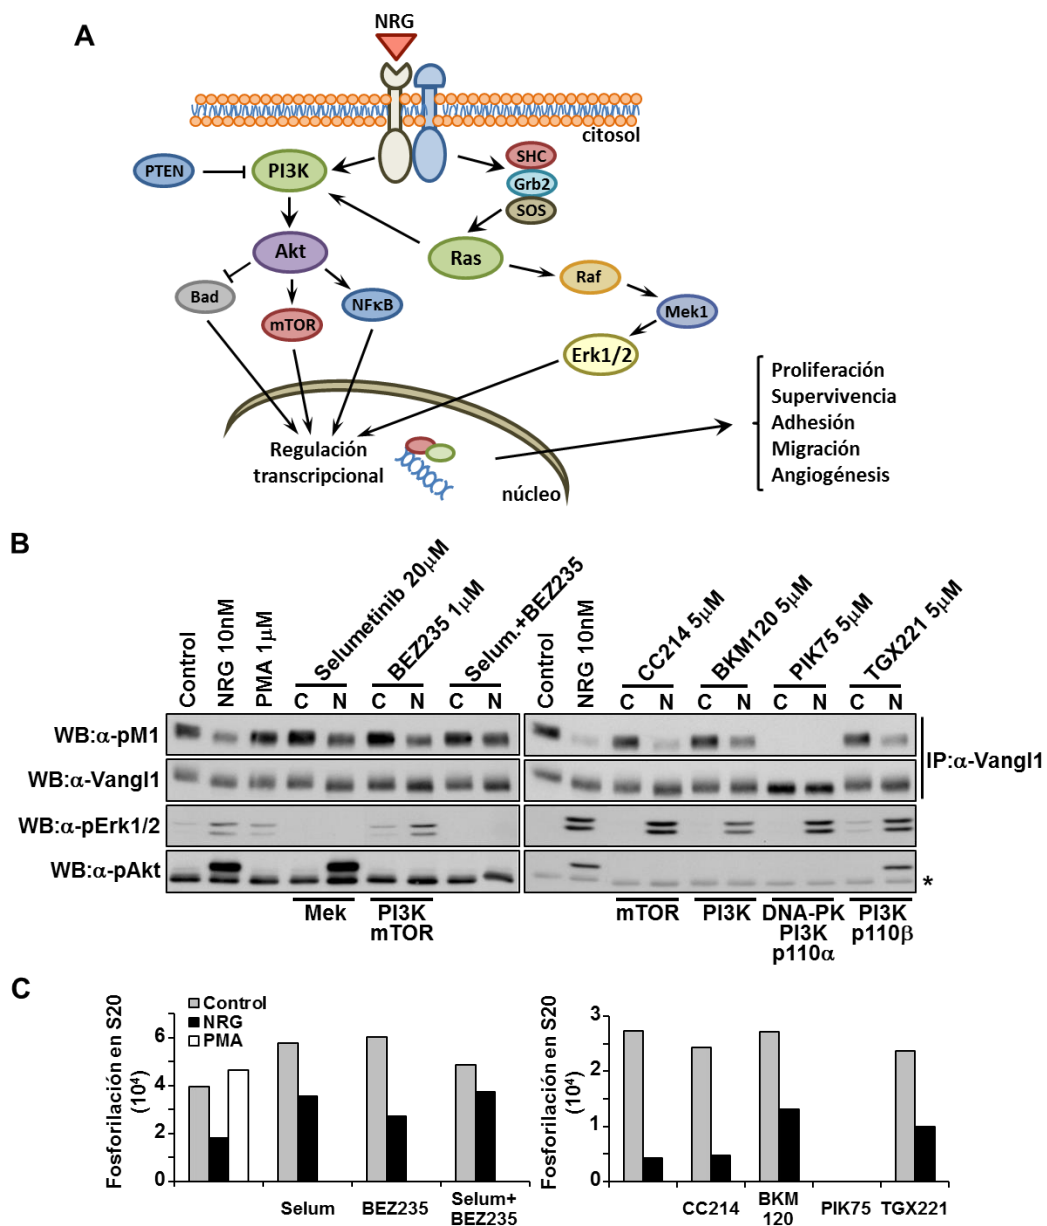 A
NRG
citosol
SHC
Grb2
SOS
PTEN
PI3K
Akt
Ras
Raf
Bad
NFκB
mTOR
Mek1
Erk1/2
Regulación
transcripcional
núcleo
Proliferación
Supervivencia
Adhesión
Migración
Angiogénesis
B
Control
NRG 10nM
PMA 1μM
Selumetinib 20μM
BEZ235 1μM
Selum.+BEZ235
Control
NRG 10nM
CC214 5μM
BKM120 5μM
PIK75 5μM
TGX221 5μM
C N C N C N C N C N C N C N
WB:α-pM1
WB:α-Vangl1
IP:α-Vangl1
WB:α-pErk1/2
WB:α-pAkt
*
Mek
PI3K
mTOR
mTOR
PI3K
DNA-PK
PI3K
p110α
PI3K
p110β
C
Fosforilación en S20
(10⁴)
Control
NRG
PMA
6
4
2
0
Selum
BEZ235
Selum+
BEZ235
Fosforilación en S20
(10⁴)
3
2
1
0
CC214
BKM
120
PIK75
TGX221